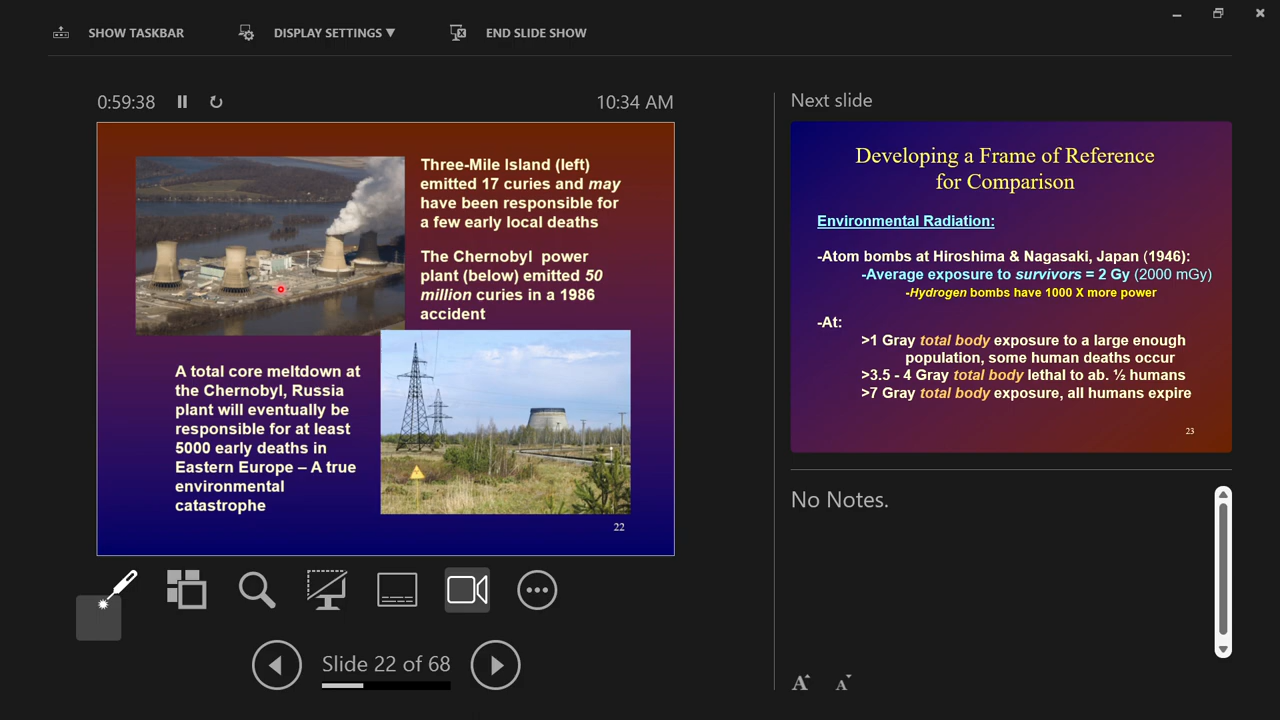 SHOW TASKBAR
DISPLAY SETTINGS ▼
END SLIDE SHOW
0:59:38
10:34 AM
Three-Mile Island (left)
emitted 17 curies and may
have been responsible for
a few early local deaths
The Chernobyl power
plant (below) emitted 50
million curies in a 1986
accident
A total core meltdown at
the Chernobyl, Russia
plant will eventually be
responsible for at least
5000 early deaths in
Eastern Europe – A true
environmental
catastrophe
22
Slide 22 of 68
Next slide
Developing a Frame of Reference
for Comparison
Environmental Radiation:
-Atom bombs at Hiroshima & Nagasaki, Japan (1946):
-Average exposure to survivors = 2 Gy (2000 mGy)
-Hydrogen bombs have 1000 X more power
-At:
>1 Gray total body exposure to a large enough
population, some human deaths occur
>3.5 - 4 Gray total body lethal to ab. ½ humans
>7 Gray total body exposure, all humans expire
23
No Notes.
A A